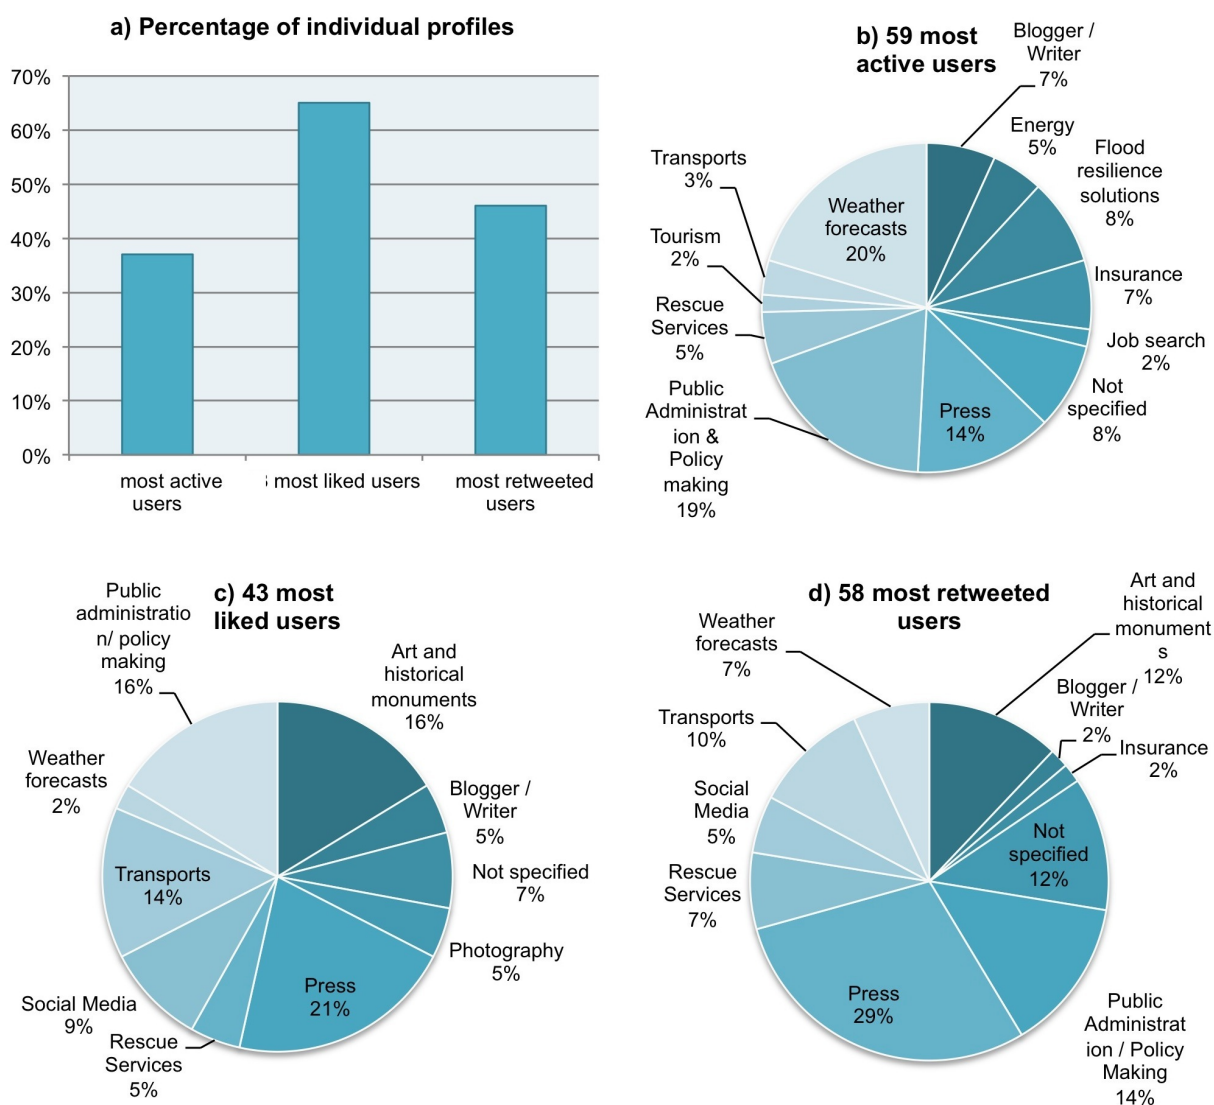 a) Percentage of individual profiles
70%
60%
50%
40%
30%
20%
10%
0%
most active
users
most liked users
most retweeted
users
b) 59 most
active users
Blogger /
Writer
7%
Energy
5%
Flood
resilience
solutions
8%
Insurance
7%
Job search
2%
Not
specified
8%
Press
14%
Public
Administrat
ion &
Policy
making
19%
Rescue
Services
5%
Tourism
2%
Transports
3%
Weather
forecasts
20%
c) 43 most
liked users
Art and
historical
monuments
16%
Blogger /
Writer
5%
Not specified
7%
Photography
5%
Press
21%
Rescue
Services
5%
Social Media
9%
Transports
14%
Weather
forecasts
2%
Public
administratio
n/ policy
making
16%
d) 58 most retweeted
users
Art and
historical
monument
s
12%
Blogger /
Writer
2%
Insurance
2%
Not
specified
12%
Public
Administrat
ion / Policy
Making
14%
Press
29%
Rescue
Services
7%
Social
Media
5%
Transports
10%
Weather
forecasts
7%